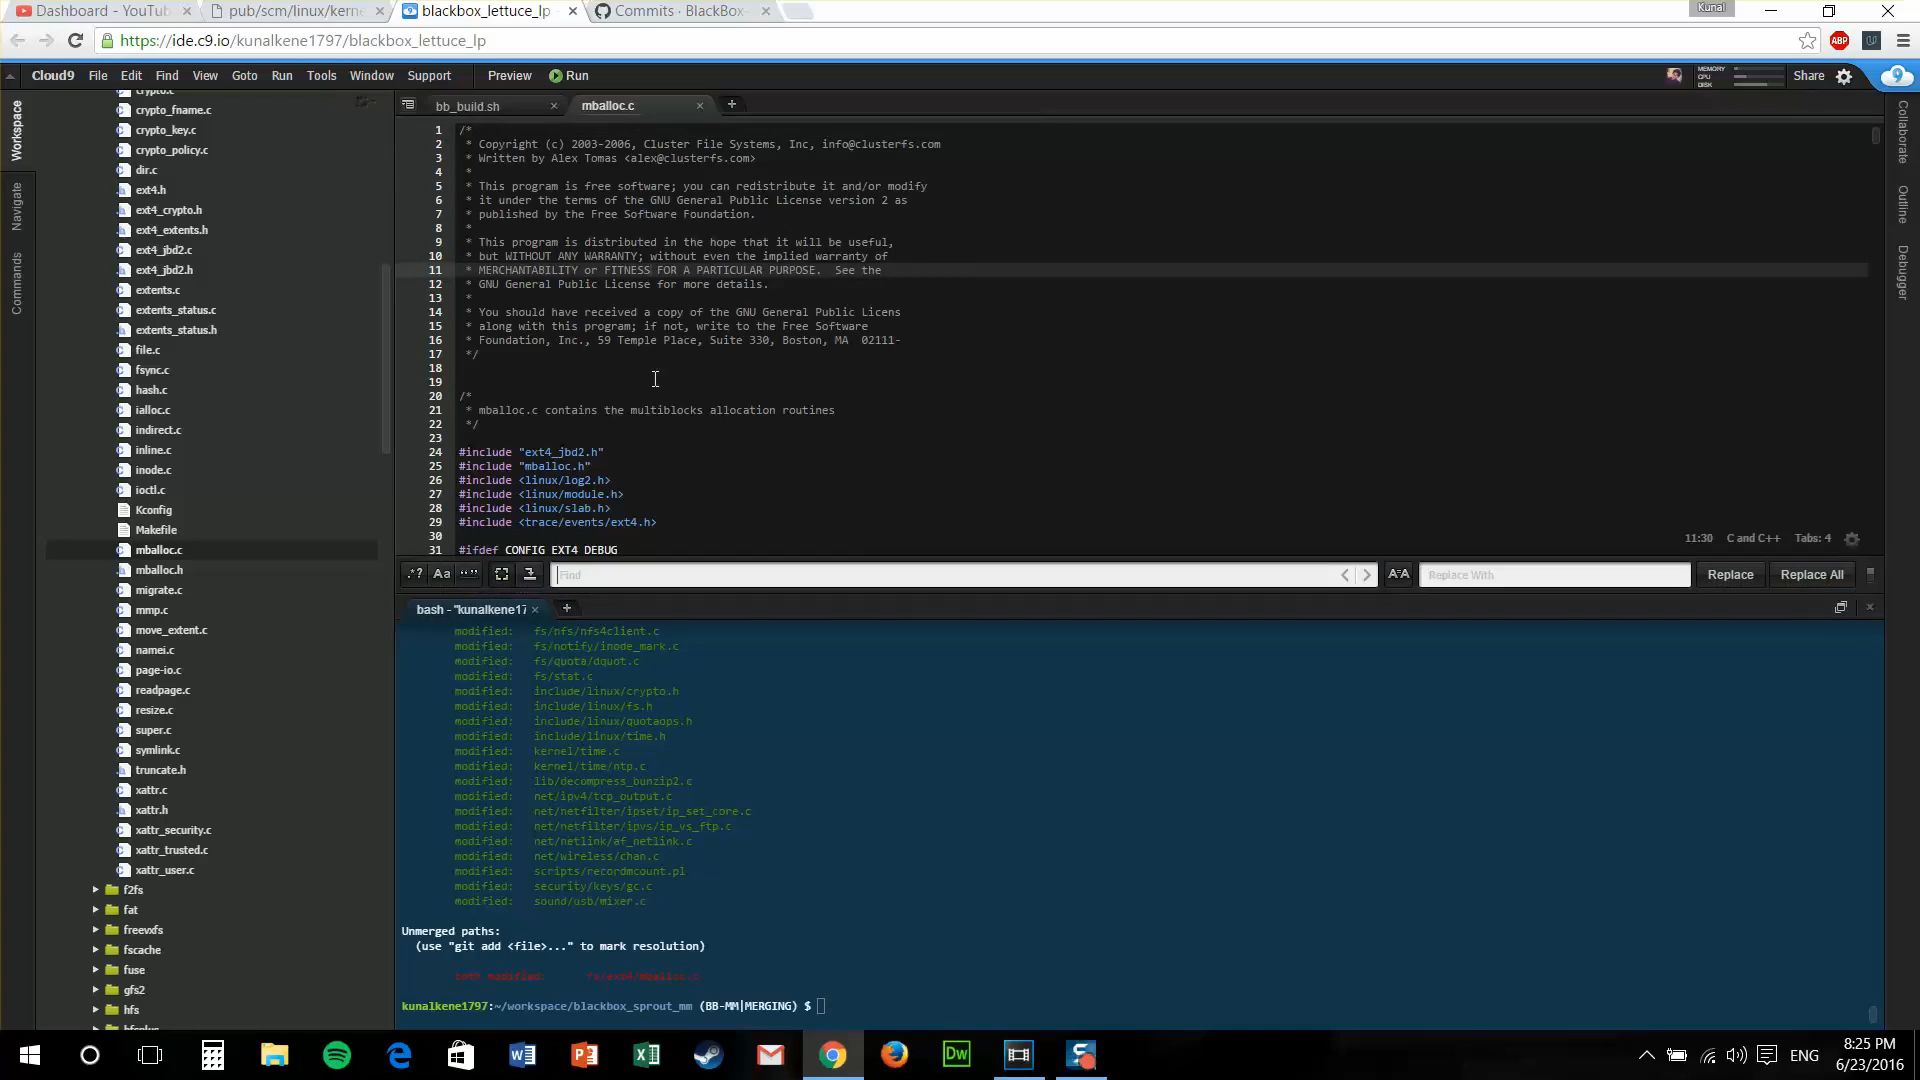 Dashboard - YouTub
pub/scm/linux/kerne
blackbox_lettuce_lp
Commits · BlackBox-
Kunal
https://ide.c9.io/kunalkene1797/blackbox_lettuce_lp
ABP
Cloud9 File Edit Find View Goto Run Tools Window Support Preview Run
MEMORY
CPU
DISK
Share
Workspace
Navigate
Commands
Collaborate
Outline
Debugger
crypto.c
crypto_fname.c
crypto_key.c
crypto_policy.c
dir.c
ext4.h
ext4_crypto.h
ext4_extents.h
ext4_jbd2.c
ext4_jbd2.h
extents.c
extents_status.c
extents_status.h
file.c
fsync.c
hash.c
ialloc.c
indirect.c
inline.c
inode.c
ioctl.c
Kconfig
Makefile
mballoc.c
mballoc.h
migrate.c
mmp.c
move_extent.c
namei.c
page-io.c
readpage.c
resize.c
super.c
symlink.c
truncate.h
xattr.c
xattr.h
xattr_security.c
xattr_trusted.c
xattr_user.c
f2fs
fat
freevxfs
fscache
fuse
gfs2
hfs
hfsplus
bb_build.sh
mballoc.c
1 /*
2 * Copyright (c) 2003-2006, Cluster File Systems, Inc, info@clusterfs.com
3 * Written by Alex Tomas <alex@clusterfs.com>
4 *
5 * This program is free software; you can redistribute it and/or modify
6 * it under the terms of the GNU General Public License version 2 as
7 * published by the Free Software Foundation.
8 *
9 * This program is distributed in the hope that it will be useful,
10 * but WITHOUT ANY WARRANTY; without even the implied warranty of
11 * MERCHANTABILITY or FITNESS FOR A PARTICULAR PURPOSE.  See the
12 * GNU General Public License for more details.
13 *
14 * You should have received a copy of the GNU General Public Licens
15 * along with this program; if not, write to the Free Software
16 * Foundation, Inc., 59 Temple Place, Suite 330, Boston, MA  02111-
17 */
18
19
20 /*
21 * mballoc.c contains the multiblocks allocation routines
22 */
23
24 #include "ext4_jbd2.h"
25 #include "mballoc.h"
26 #include <linux/log2.h>
27 #include <linux/module.h>
28 #include <linux/slab.h>
29 #include <trace/events/ext4.h>
30
31 #ifdef CONFIG_EXT4_DEBUG
11:30 C and C++ Tabs: 4
.* ? Aa "" Find Replace With Replace Replace All
bash - "kunalkene17
modified: fs/nfs/nfs4client.c
modified: fs/notify/inode_mark.c
modified: fs/quota/dquot.c
modified: fs/stat.c
modified: include/linux/crypto.h
modified: include/linux/fs.h
modified: include/linux/quotaops.h
modified: include/linux/time.h
modified: kernel/time.c
modified: kernel/time/ntp.c
modified: lib/decompress_bunzip2.c
modified: net/ipv4/tcp_output.c
modified: net/netfilter/ipset/ip_set_core.c
modified: net/netfilter/ipvs/ip_vs_ftp.c
modified: net/netlink/af_netlink.c
modified: net/wireless/chan.c
modified: scripts/recordmcount.pl
modified: security/keys/gc.c
modified: sound/usb/mixer.c
Unmerged paths:
(use "git add <file>..." to mark resolution)
both modified: fs/ext4/mballoc.c
kunalkene1797:~/workspace/blackbox_sprout_mm (BB-MM|MERGING) $
ENG
8:25 PM
6/23/2016